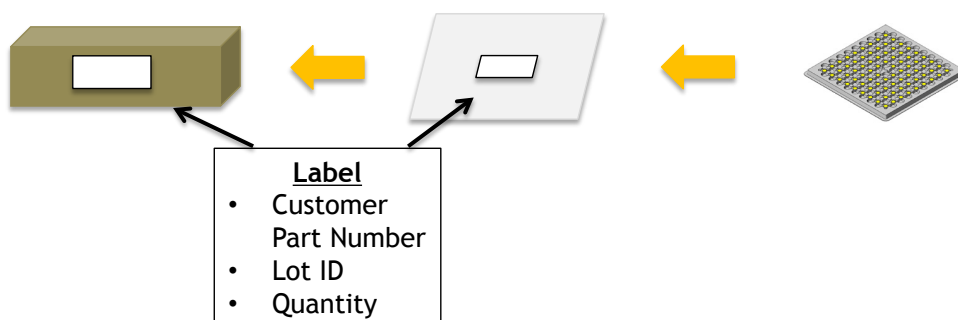 Label
• Customer
Part Number
• Lot ID
• Quantity